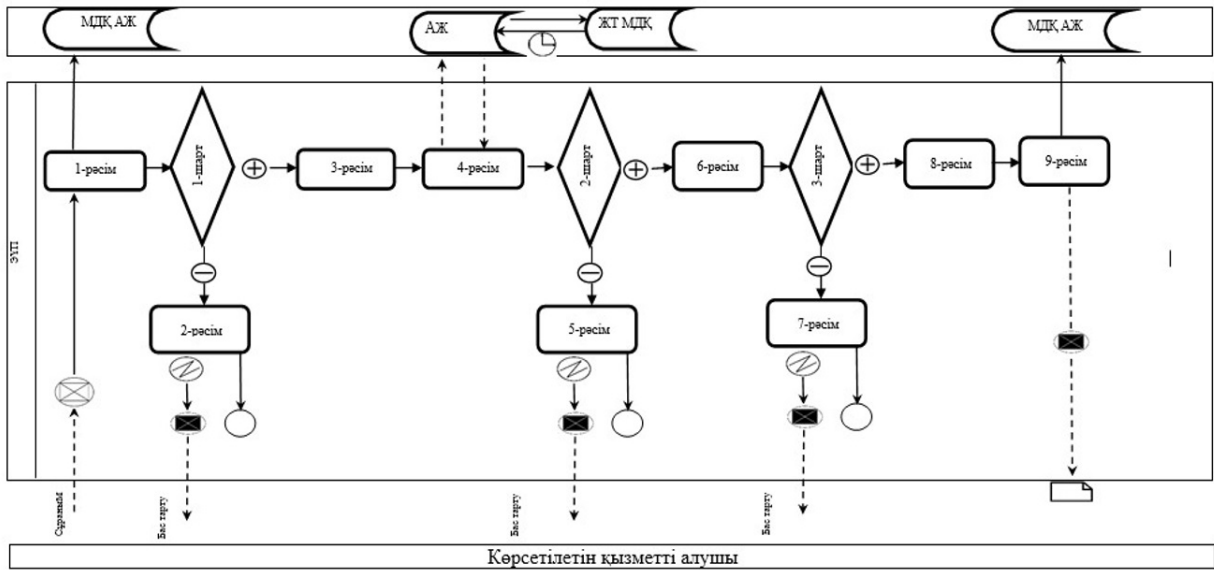 МДҚ АЖ
АЖ
ЖТ МДҚ
МДҚ АЖ
1-рәсім
1-шарт
3-рәсім
4-рәсім
2-шарт
6-рәсім
3-шарт
8-рәсім
9-рәсім
ЭҮП
2-рәсім
5-рәсім
7-рәсім
Сұраным
Бас тарту
Бас тарту
Бас тарту
Көрсетілетін қызметті алушы